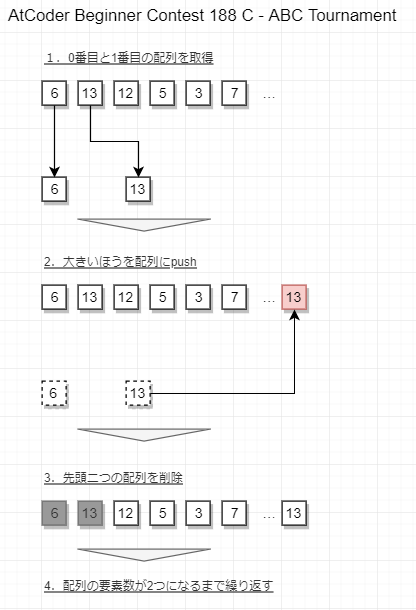 AtCoder Beginner Contest 188 C - ABC Tournament
１．0番目と1番目の配列を取得
6 13 12 5 3 7 ...
6 13
2．大きいほうを配列にpush
6 13 12 5 3 7 ... 13
6 13
3．先頭二つの配列を削除
6 13 12 5 3 7 ... 13
４．配列の要素数が2つになるまで繰り返す